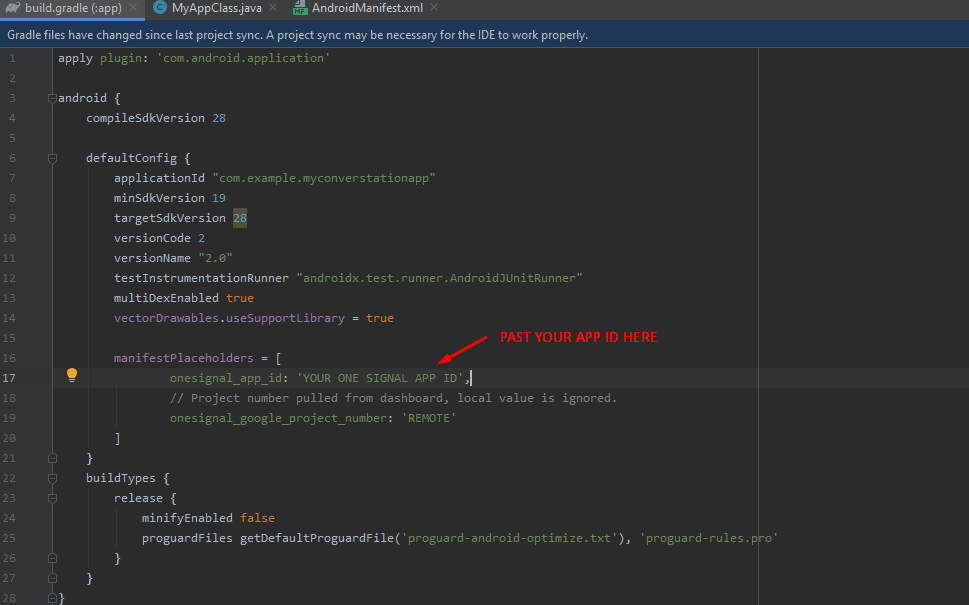 build.gradle (:app) MyAppClass.java AndroidManifest.xml
Gradle files have changed since last project sync. A project sync may be necessary for the IDE to work properly.
1 apply plugin: 'com.android.application'
2
3 android {
4 compileSdkVersion 28
5
6 defaultConfig {
7 applicationId "com.example.myconverstationapp"
8 minSdkVersion 19
9 targetSdkVersion 28
10 versionCode 2
11 versionName "2.0"
12 testInstrumentationRunner "androidx.test.runner.AndroidJUnitRunner"
13 multiDexEnabled true
14 vectorDrawables.useSupportLibrary = true
15
PAST YOUR APP ID HERE
16 manifestPlaceholders = [
17 onesignal_app_id: 'YOUR ONE SIGNAL APP ID',
18 // Project number pulled from dashboard, local value is ignored.
19 onesignal_google_project_number: 'REMOTE'
20 ]
21 }
22 buildTypes {
23 release {
24 minifyEnabled false
25 proguardFiles getDefaultProguardFile('proguard-android-optimize.txt'), 'proguard-rules.pro'
26 }
27 }
28 }